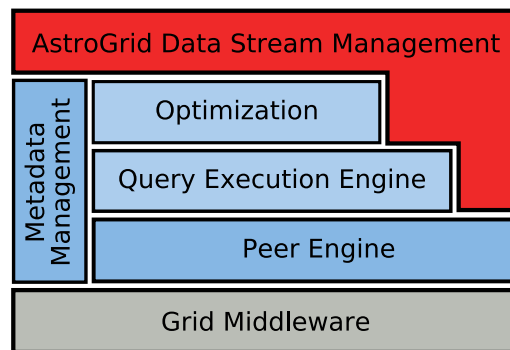 AstroGrid Data Stream Management
Metadata
Management
Optimization
Query Execution Engine
Peer Engine
Grid Middleware